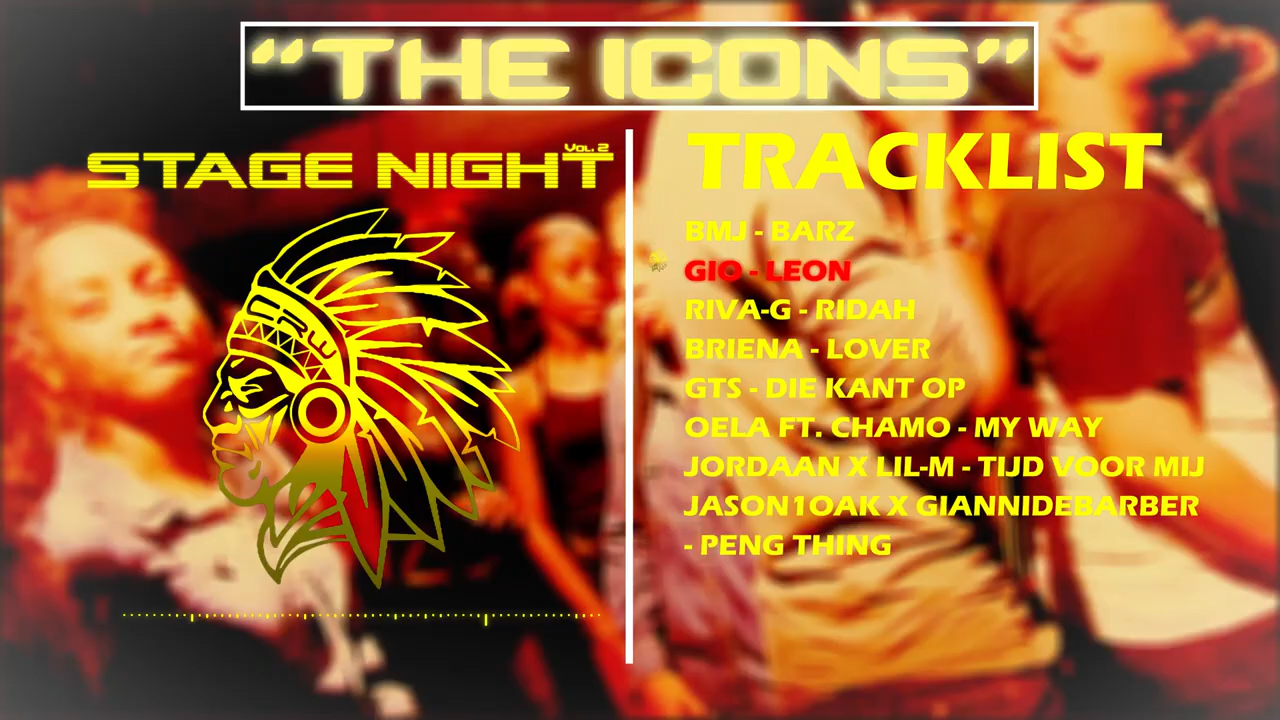 “THE ICONS”
STAGE NIGHT VOL. 2
CREW
TRACKLIST
BMJ - BARZ
GIO - LEON
RIVA-G - RIDAH
BRIENA - LOVER
GTS - DIE KANT OP
OELA FT. CHAMO - MY WAY
JORDAAN X LIL-M - TIJD VOOR MIJ
JASON1OAK X GIANNIDEBARBER
- PENG THING